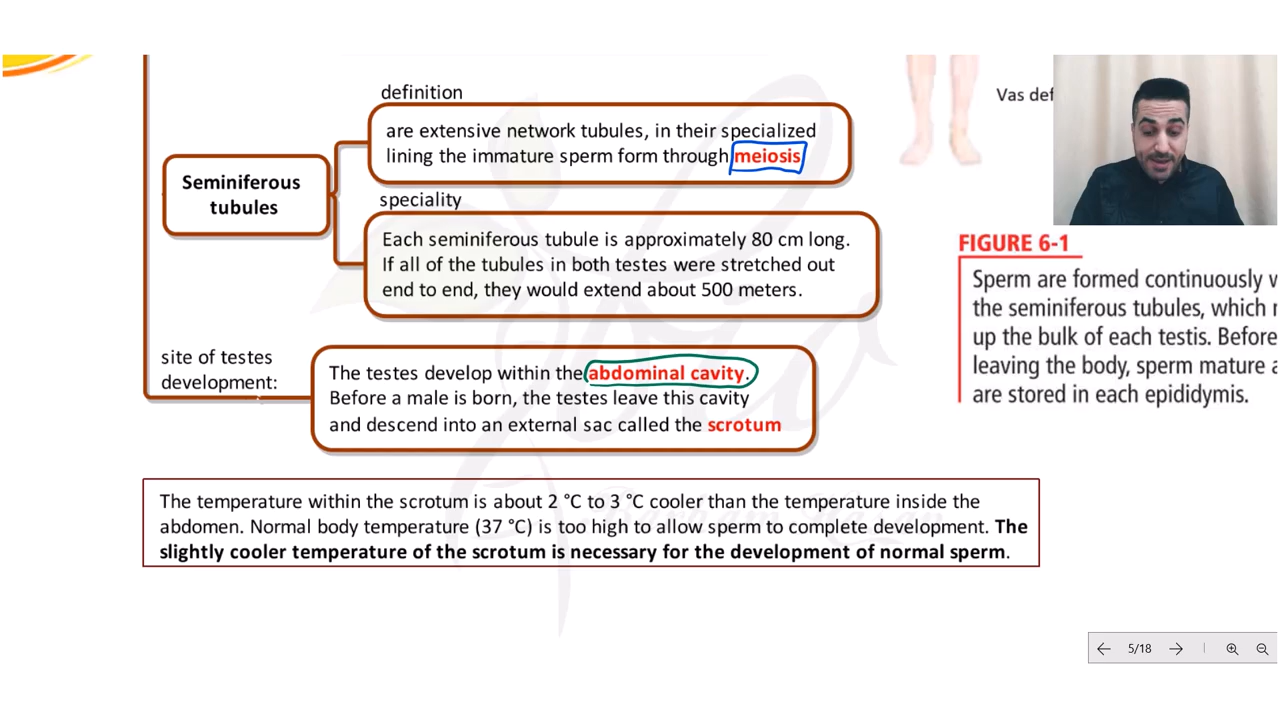 definition
are extensive network tubules, in their specialized
lining the immature sperm form through meiosis
Seminiferous
tubules
speciality
Each seminiferous tubule is approximately 80 cm long.
If all of the tubules in both testes were stretched out
end to end, they would extend about 500 meters.
site of testes
development:
The testes develop within the abdominal cavity.
Before a male is born, the testes leave this cavity
and descend into an external sac called the scrotum
The temperature within the scrotum is about 2 °C to 3 °C cooler than the temperature inside the
abdomen. Normal body temperature (37 °C) is too high to allow sperm to complete development. The
slightly cooler temperature of the scrotum is necessary for the development of normal sperm.
Vas def
FIGURE 6-1
Sperm are formed continuously
the seminiferous tubules, which
up the bulk of each testis. Before
leaving the body, sperm mature
are stored in each epididymis.
5/18